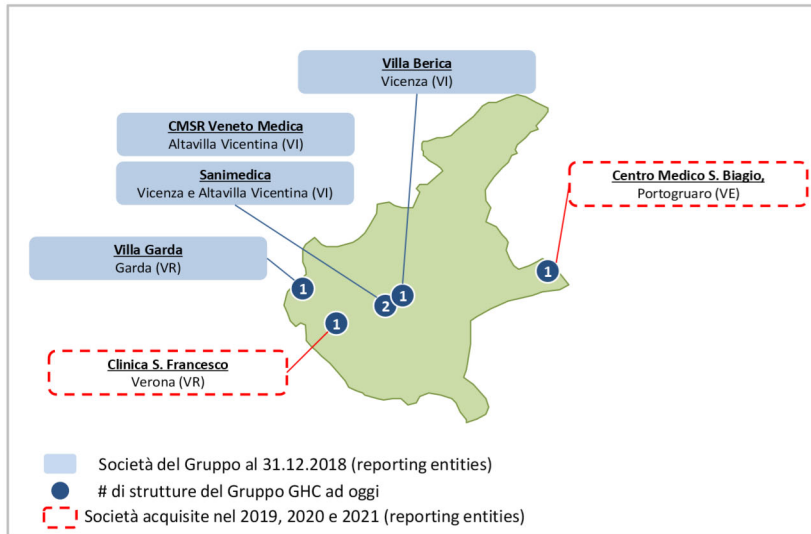 Villa Berica
Vicenza (VI)
CMSR Veneto Medica
Altavilla Vicentina (VI)
Sanimedica
Vicenza e Altavilla Vicentina (VI)
Centro Medico S. Biagio,
Portogruaro (VE)
Villa Garda
Garda (VR)
1
1
1
2
1
Clinica S. Francesco
Verona (VR)
Società del Gruppo al 31.12.2018 (reporting entities)
# di strutture del Gruppo GHC ad oggi
Società acquisite nel 2019, 2020 e 2021 (reporting entities)